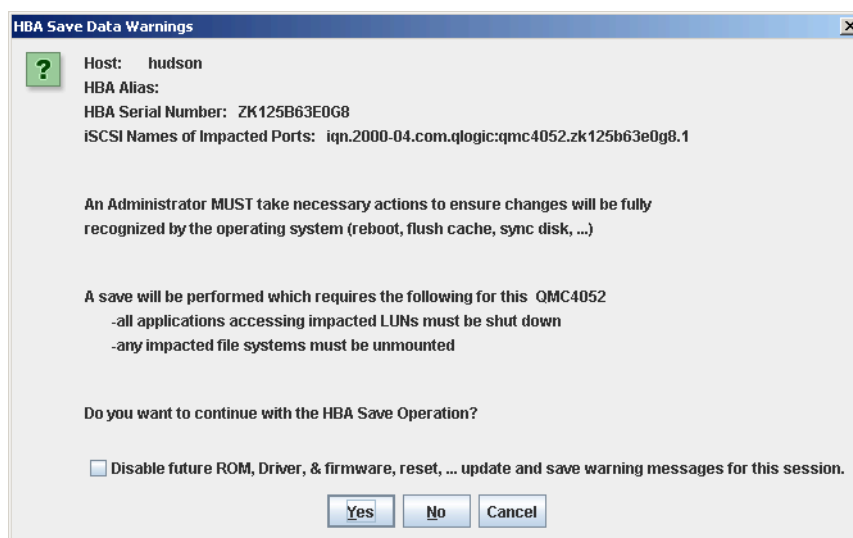 HBA Save Data Warnings
?
Host: hudson
HBA Alias:
HBA Serial Number: ZK125B63E0G8
iSCSI Names of Impacted Ports: iqn.2000-04.com.qlogic:qmc4052.zk125b63e0g8.1
An Administrator MUST take necessary actions to ensure changes will be fully
recognized by the operating system (reboot, flush cache, sync disk, ...)
A save will be performed which requires the following for this QMC4052
-all applications accessing impacted LUNs must be shut down
-any impacted file systems must be unmounted
Do you want to continue with the HBA Save Operation?
Disable future ROM, Driver, & firmware, reset, ... update and save warning messages for this session.
Yes No Cancel